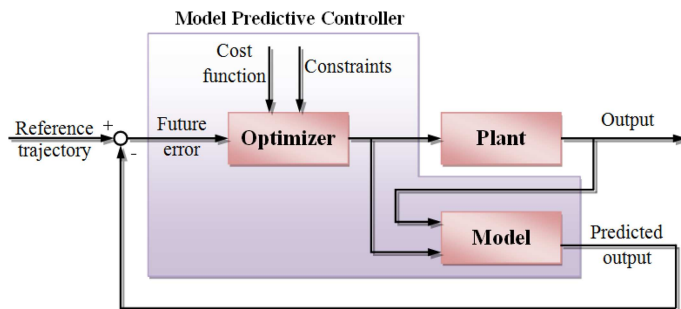 Model Predictive Controller
Cost
function
Constraints
Reference
trajectory
+
-
Future
error
Optimizer
Plant
Output
Model
Predicted
output